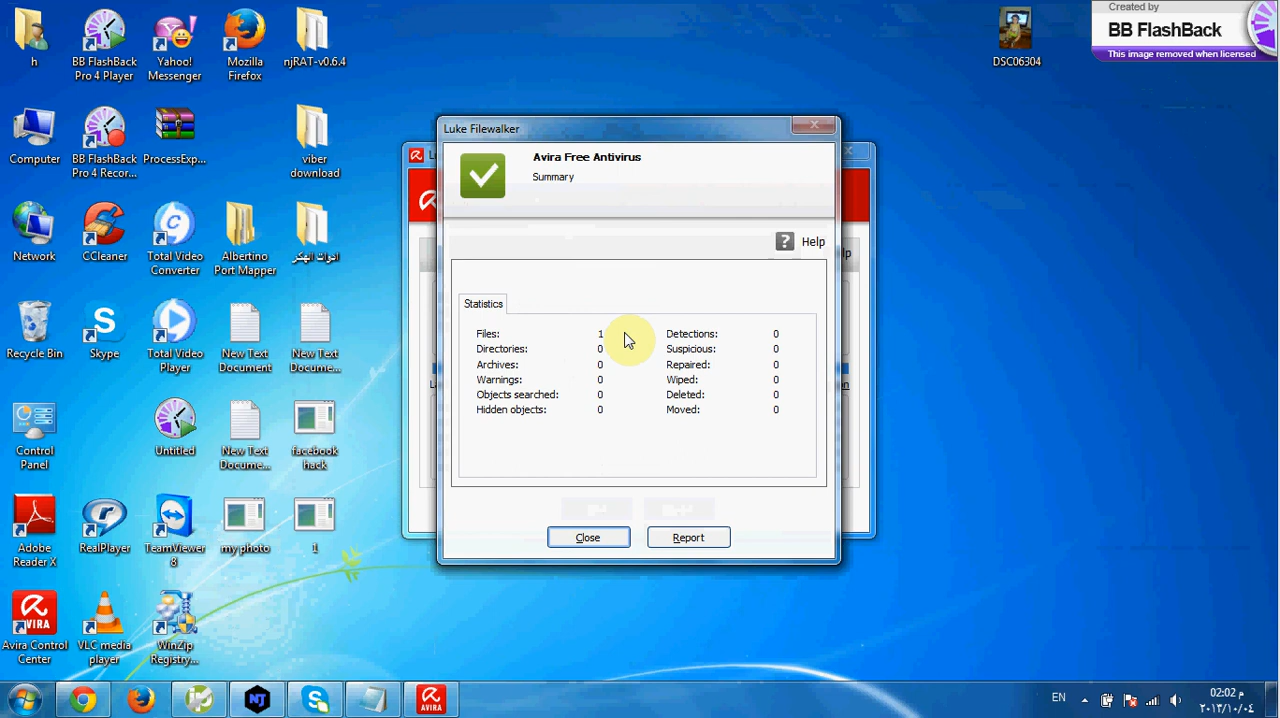 h
BB FlashBack
Pro 4 Player
Yahoo!
Messenger
Mozilla
Firefox
njRAT-v0.6.4
DSC06304
Created by
BB FlashBack
This image removed when licensed
Computer
BB FlashBack
Pro 4 Recor...
ProcessExp...
viber
download
Network
CCleaner
Total Video
Converter
Albertino
Port Mapper
ادوات الهكر
Recycle Bin
Skype
Total Video
Player
New Text
Document
New Text
Docume...
Control
Panel
Untitled
New Text
Docume...
facebook
hack
Adobe
Reader X
RealPlayer
TeamViewer
8
my photo
1
Avira Control
Center
VLC media
player
WinZip
Registry...
AVIRA
Luke Filewalker
Avira Free Antivirus
Summary
? Help
Statistics
Files: 1 Detections: 0
Directories: 0 Suspicious: 0
Archives: 0 Repaired: 0
Warnings: 0 Wiped: 0
Objects searched: 0 Deleted: 0
Hidden objects: 0 Moved: 0
Close Report
NT
AVIRA
EN
02:02 م
٢٠١٣/١٠/٠٤